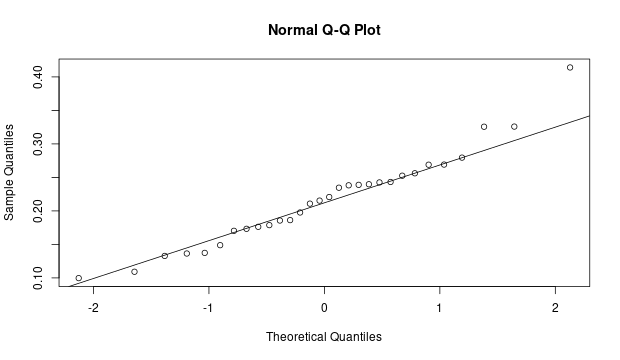 Normal Q-Q Plot
Sample Quantiles
0.40
0.30
0.20
0.10
-2 -1 0 1 2
Theoretical Quantiles